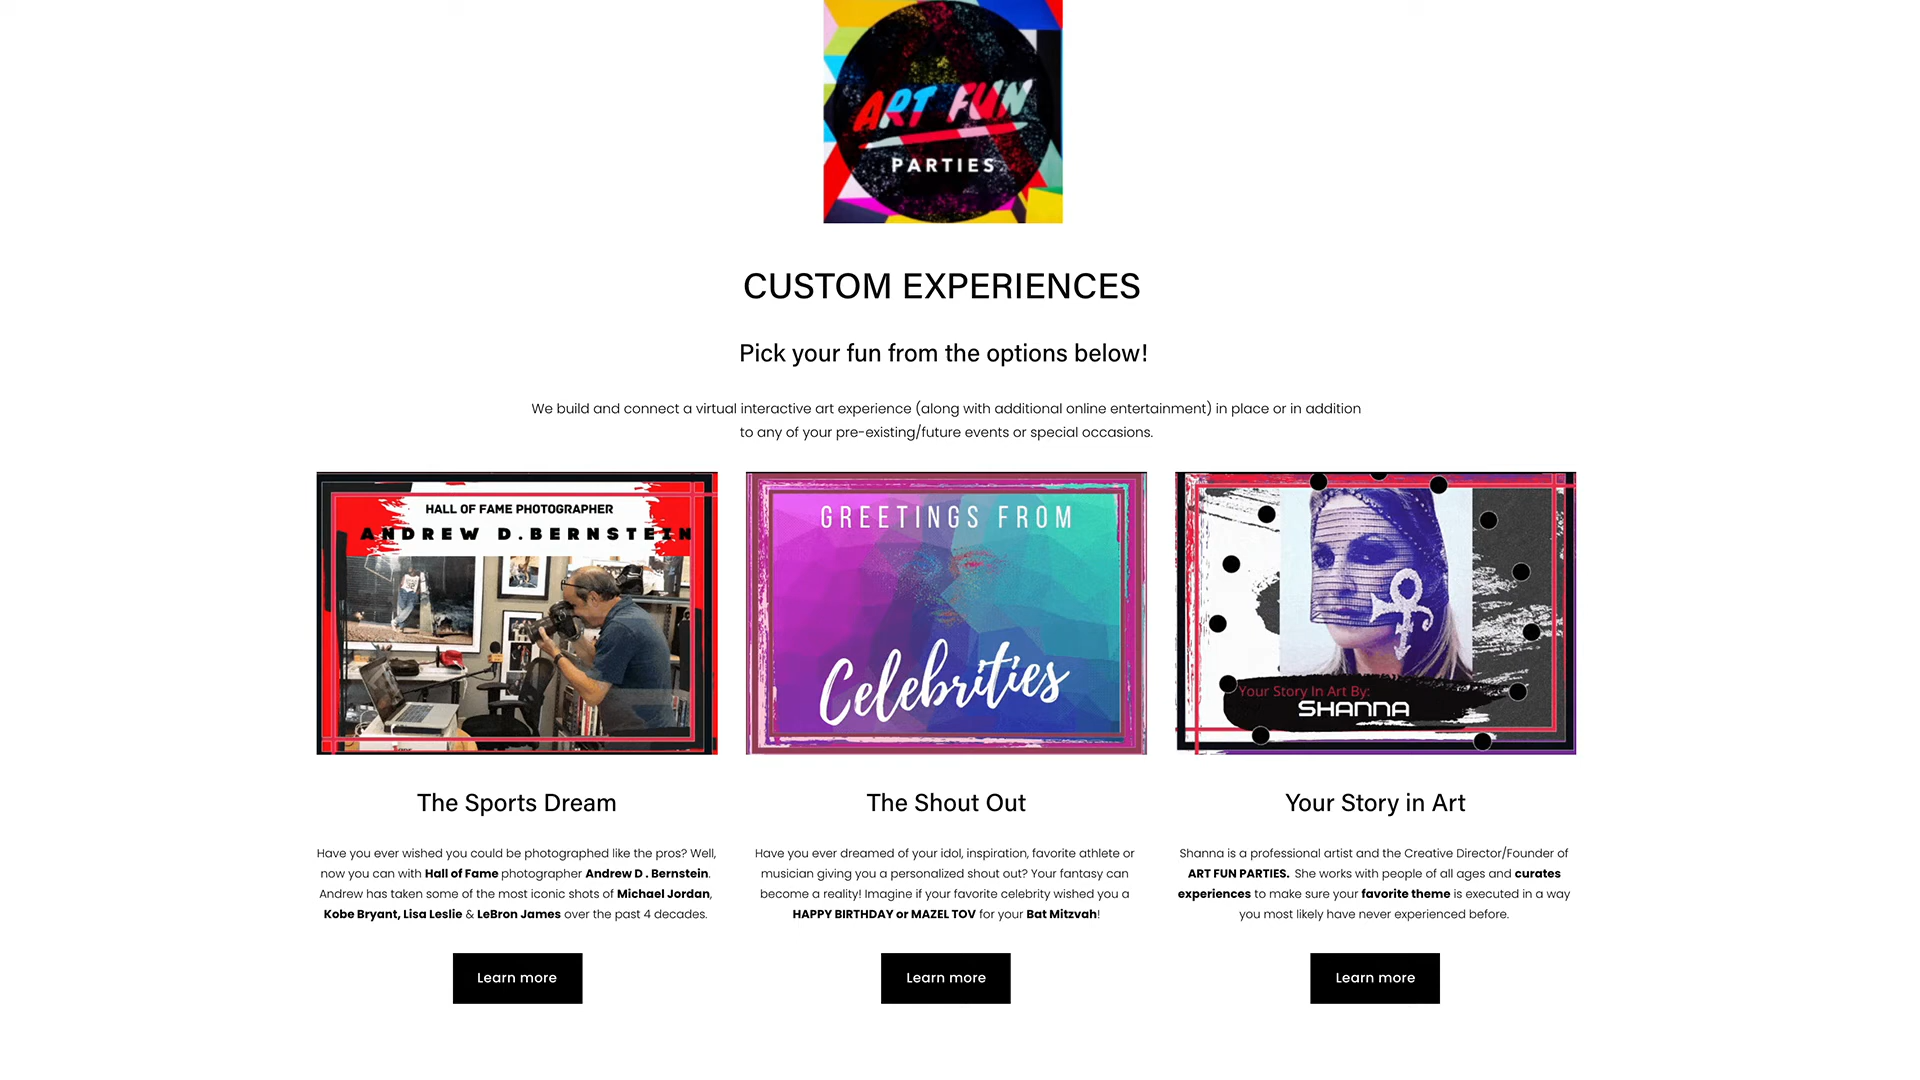 ART FUN
PARTIES
CUSTOM EXPERIENCES
Pick your fun from the options below!
We build and connect a virtual interactive art experience (along with additional online entertainment) in place or in addition
to any of your pre-existing/future events or special occasions.
HALL OF FAME PHOTOGRAPHER
ANDREW D.BERNSTEIN
The Sports Dream
Have you ever wished you could be photographed like the pros? Well,
now you can with Hall of Fame photographer Andrew D . Bernstein.
Andrew has taken some of the most iconic shots of Michael Jordan,
Kobe Bryant, Lisa Leslie & LeBron James over the past 4 decades.
Learn more
GREETINGS FROM
Celebrities
The Shout Out
Have you ever dreamed of your idol, inspiration, favorite athlete or
musician giving you a personalized shout out? Your fantasy can
become a reality! Imagine if your favorite celebrity wished you a
HAPPY BIRTHDAY or MAZEL TOV for your Bat Mitzvah!
Learn more
Your Story In Art By:
SHANNA
Your Story in Art
Shanna is a professional artist and the Creative Director/Founder of
ART FUN PARTIES. She works with people of all ages and curates
experiences to make sure your favorite theme is executed in a way
you most likely have never experienced before.
Learn more